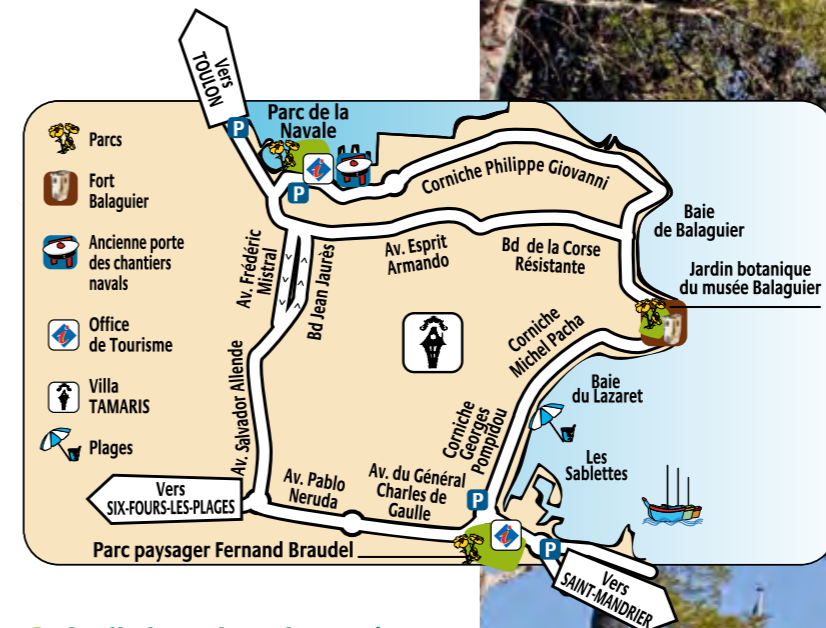 Vers
TOULON
P
Parc de la
Navale
Parcs
Fort
Balaguier
Ancienne porte
des chantiers
navals
Office
de Tourisme
Villa
TAMARIS
Plages
i
P
Corniche Philippe Giovanni
Baie
de Balaguier
Av. Frédéric
Mistral
Bd Jean Jaurès
Av. Esprit
Armando
Bd de la Corse
Résistante
Jardin botanique
du musée Balaguier
Corniche
Michel Pacha
Baie
du Lazaret
Av. Salvador Allende
Corniche
Georges
Pompidou
Les
Sablettes
Vers
SIX-FOURS-LES-PLAGES
Av. Pablo
Neruda
Av. du Général
Charles de
Gaulle
P
i
P
Parc paysager Fernand Braudel
Vers
SAINT-MANDRIER